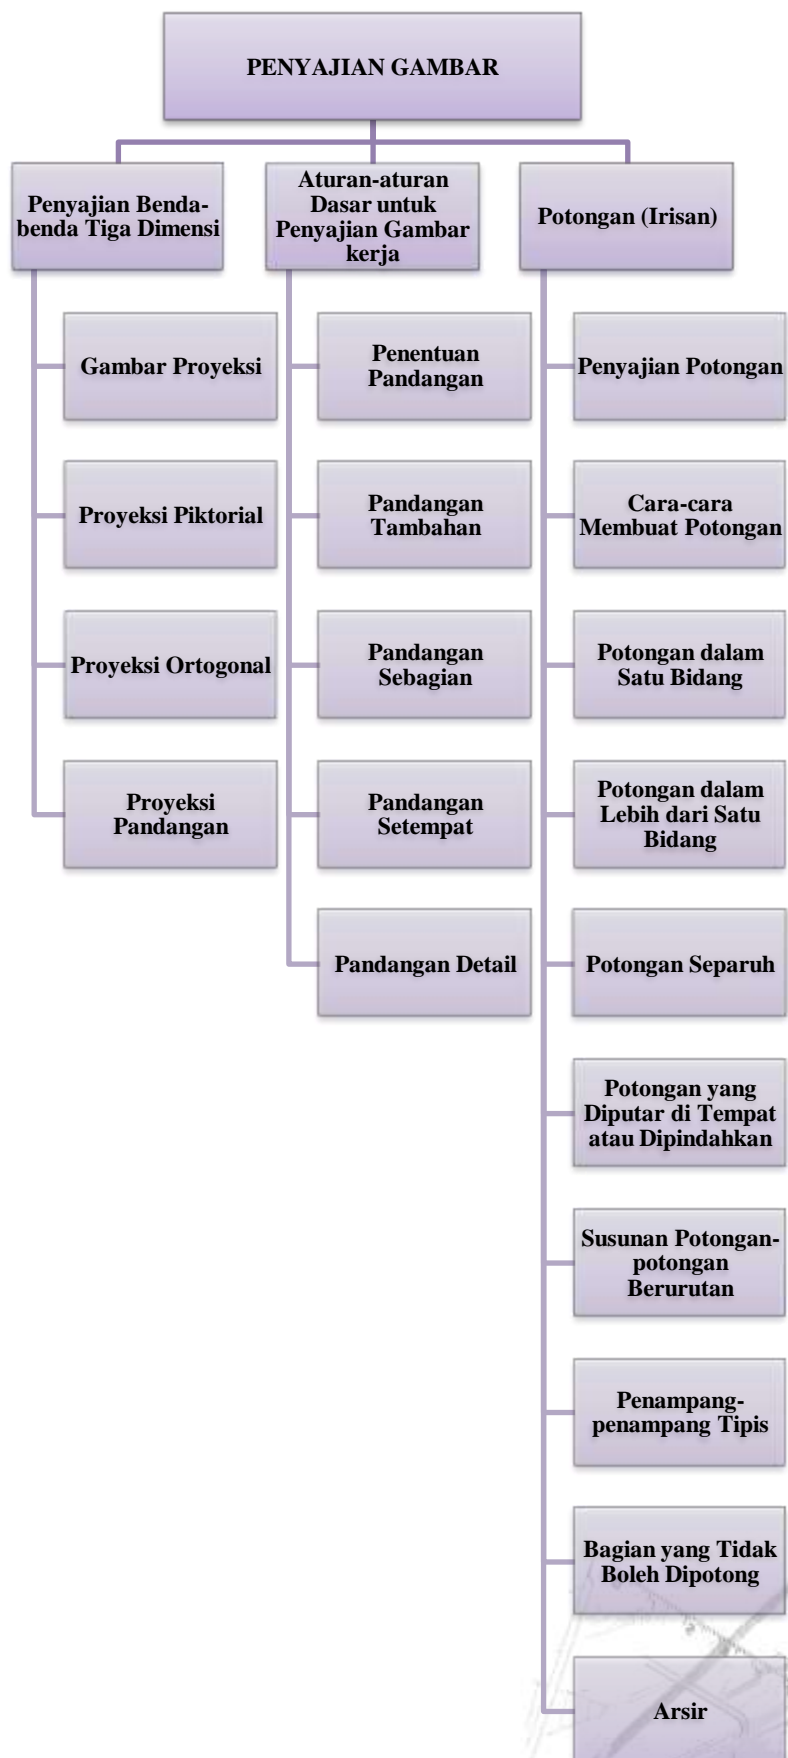 PENYAJIAN GAMBAR
Penyajian Benda-
benda Tiga Dimensi
Gambar Proyeksi
Proyeksi Piktorial
Proyeksi Ortogonal
Proyeksi
Pandangan
Aturan-aturan
Dasar untuk
Penyajian Gambar
kerja
Penentuan
Pandangan
Pandangan
Tambahan
Pandangan
Sebagian
Pandangan
Setempat
Pandangan Detail
Potongan (Irisan)
Penyajian Potongan
Cara-cara
Membuat Potongan
Potongan dalam
Satu Bidang
Potongan dalam
Lebih dari Satu
Bidang
Potongan Separuh
Potongan yang
Diputar di Tempat
atau Dipindahkan
Susunan Potongan-
potongan
Berurutan
Penampang-
penampang Tipis
Bagian yang Tidak
Boleh Dipotong
Arsir